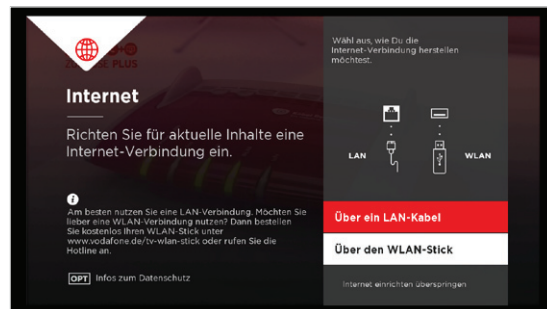 Internet
Richten Sie für aktuelle Inhalte eine
Internet-Verbindung ein.
Am besten nutzen Sie eine LAN-Verbindung. Möchten Sie
lieber eine WLAN-Verbindung nutzen? Dann bestellen
Sie kostenlos Ihren WLAN-Stick unter
www.vodafone.de/tv-wlan-stick oder rufen Sie die
Hotline an.
OPT Infos zum Datenschutz
Wähl aus, wie Du die
Internet-Verbindung herstellen
möchtest.
LAN WLAN
Über ein LAN-Kabel
Über den WLAN-Stick
Internet einrichten überspringen